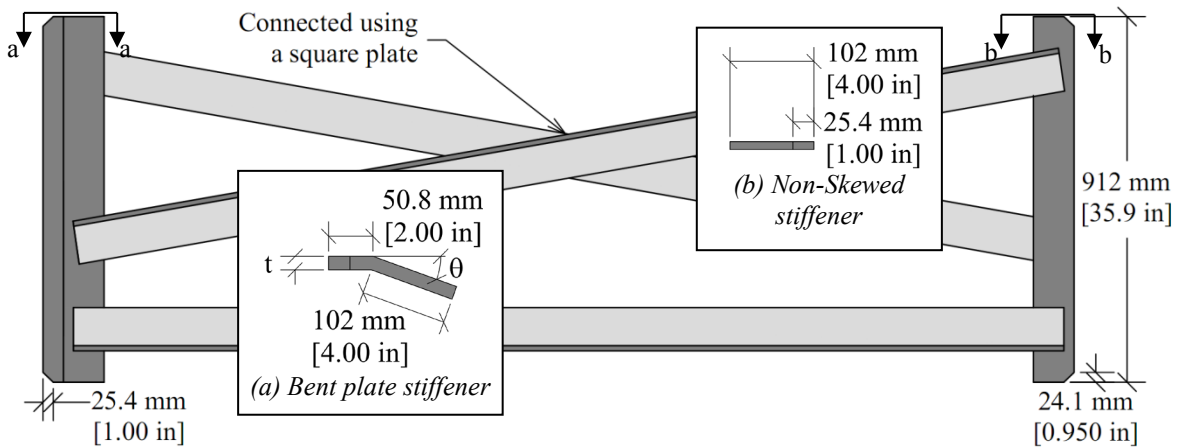 a
a
Connected using
a square plate
b
b
102 mm
[4.00 in]
25.4 mm
[1.00 in]
(b) Non-Skewed
stiffener
912 mm
[35.9 in]
50.8 mm
[2.00 in]
t
θ
102 mm
[4.00 in]
(a) Bent plate stiffener
25.4 mm
[1.00 in]
24.1 mm
[0.950 in]